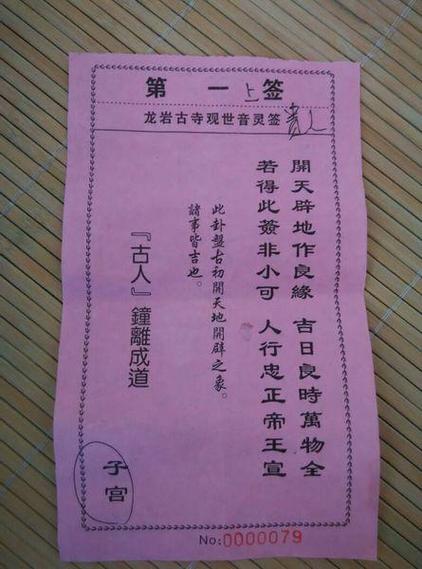 第一上签
龙岩古寺观世音灵签
贵人
開天辟地作良緣 吉日良時萬物全
若得此簽非小可 人行忠正帝王宣
此卦盤古初開天地開闢之象。
諸事皆吉也。
『古人』鐘離成道
子宫
No:0000079